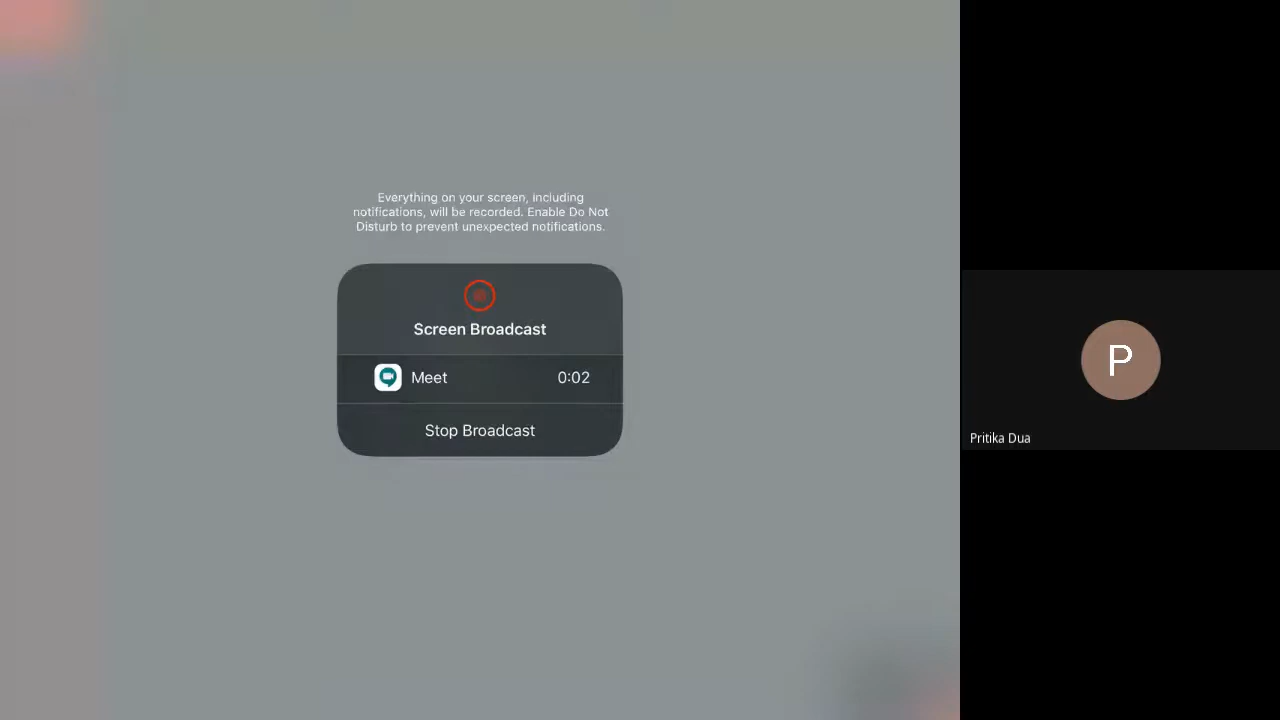 Everything on your screen, including
notifications, will be recorded. Enable Do Not
Disturb to prevent unexpected notifications.
Screen Broadcast
Meet 0:02
Stop Broadcast
P
Pritika Dua